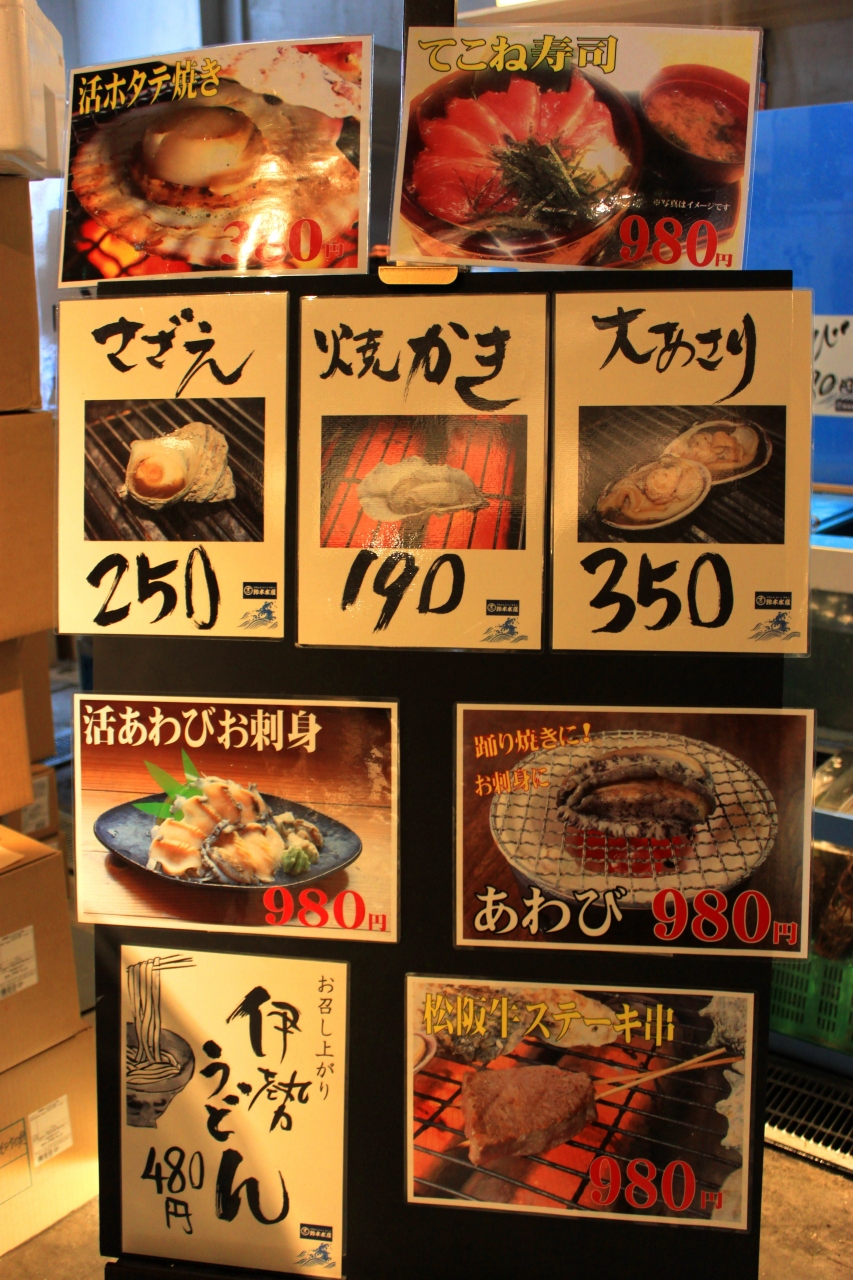 活ホタテ焼き
380円
てこね寿司
※写真はイメージです
980円
さざえ
250
焼かき
190
大あさり
350
活あわびお刺身
980円
踊り焼きに!
お刺身に
あわび 980円
お召し上がり
伊勢
うどん
480
円
松阪牛ステーキ串
980円